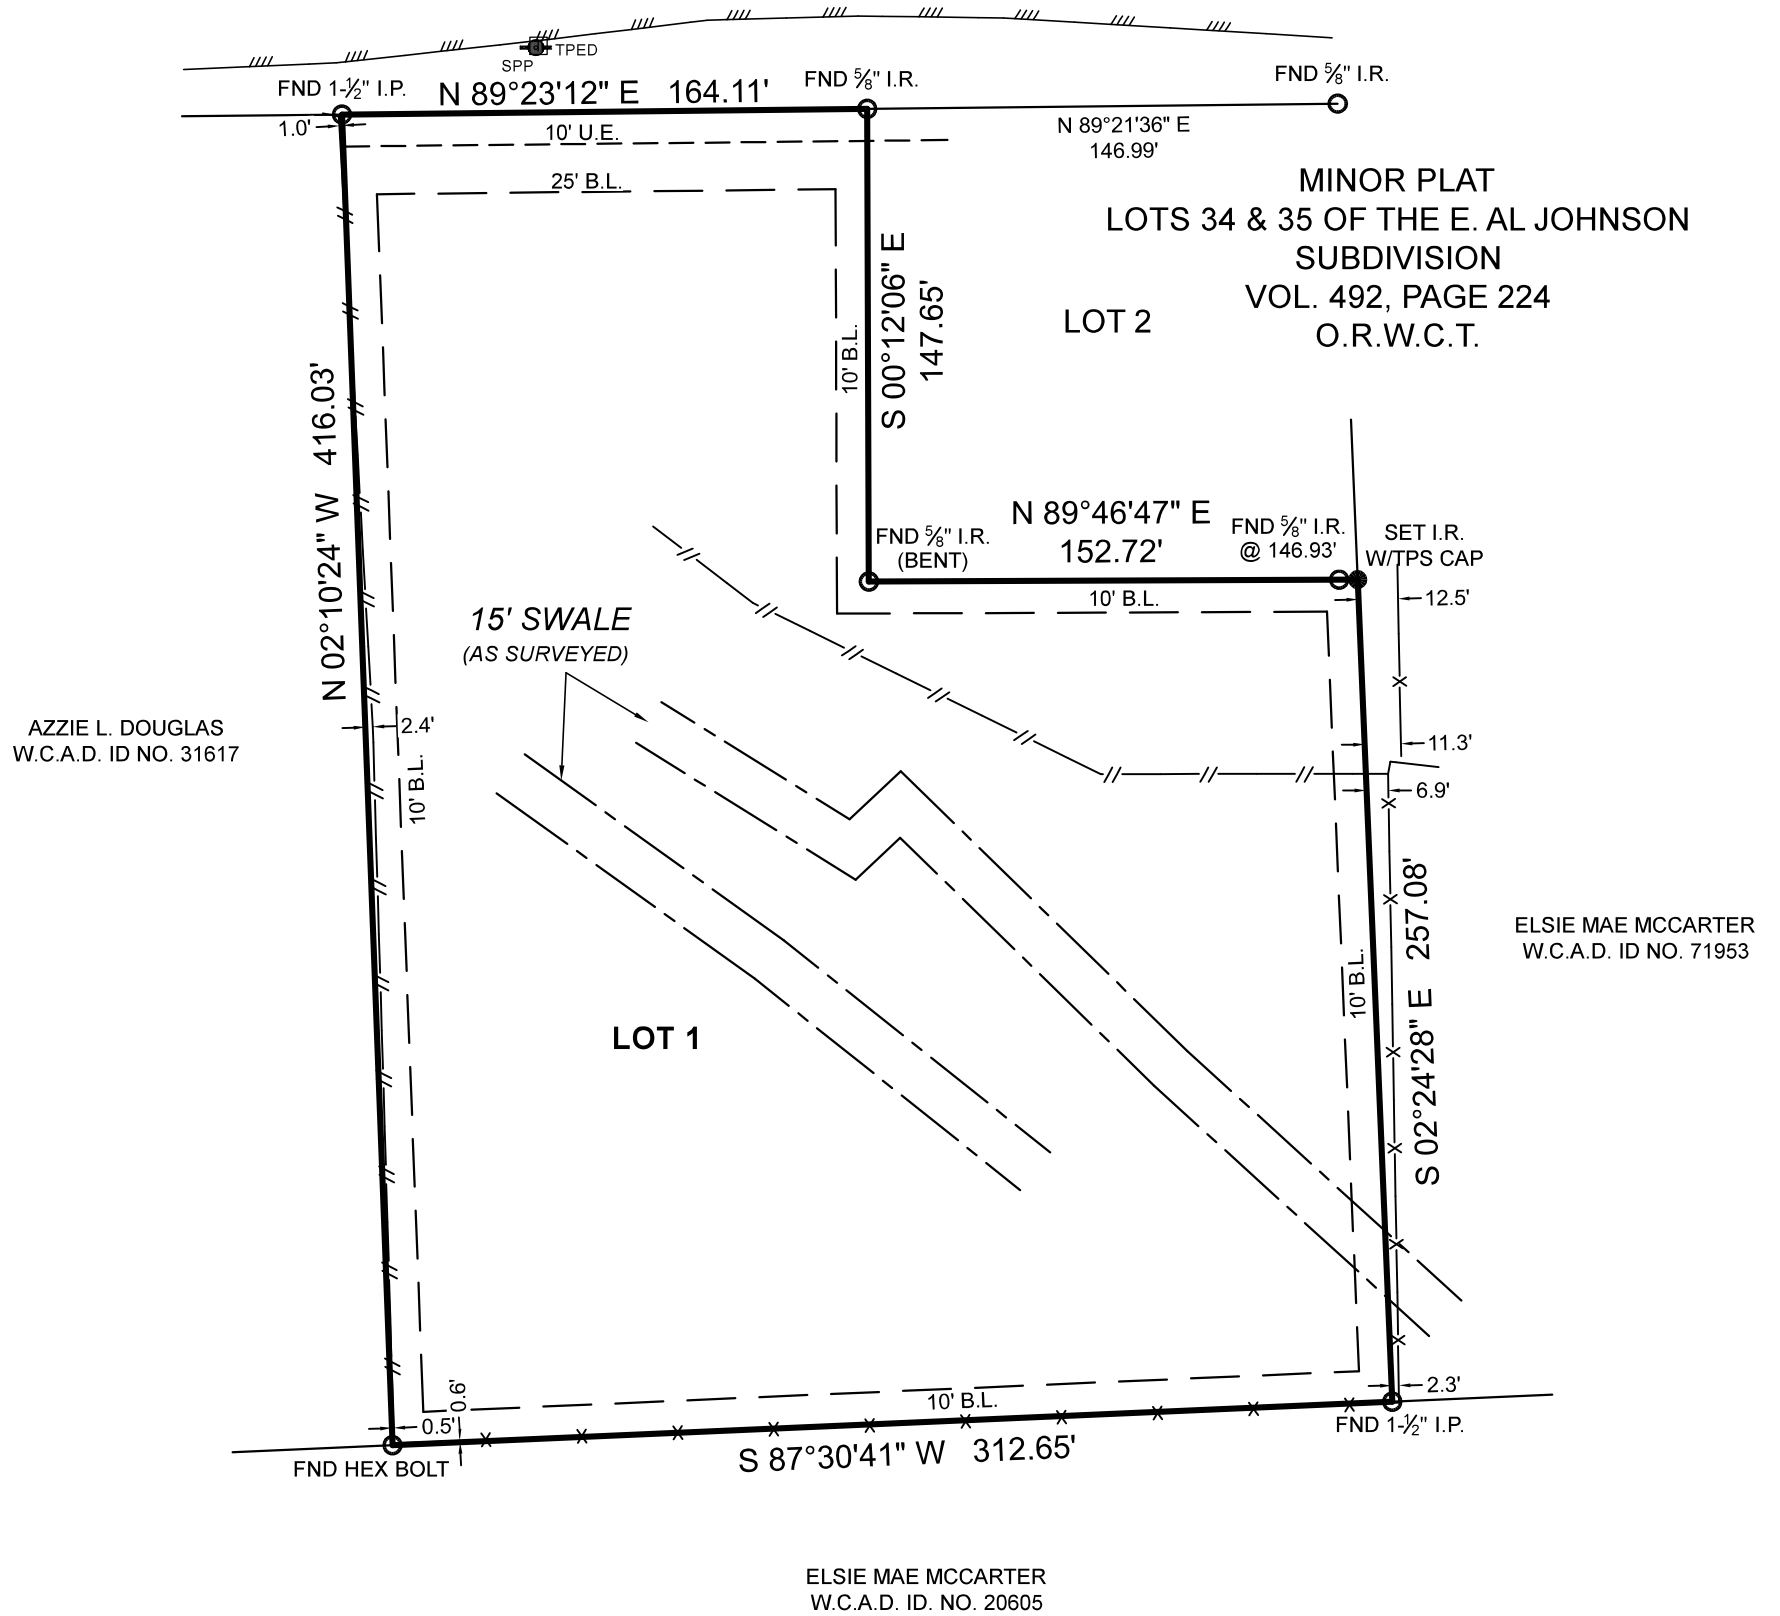 TPED
SPP
FND 1-½" I.P.
N 89°23'12" E 164.11'
FND ⅝" I.R.
FND ⅝" I.R.
1.0'
10' U.E.
N 89°21'36" E
146.99'
25' B.L.
MINOR PLAT
LOTS 34 & 35 OF THE E. AL JOHNSON
SUBDIVISION
VOL. 492, PAGE 224
O.R.W.C.T.
LOT 2
S 00°12'06" E
147.65'
10' B.L.
N 02°10'24" W 416.03'
N 89°46'47" E
152.72'
FND ⅝" I.R.
(BENT)
FND ⅝" I.R.
@ 146.93'
SET I.R.
W/TPS CAP
10' B.L.
12.5'
15' SWALE
(AS SURVEYED)
AZZIE L. DOUGLAS
W.C.A.D. ID NO. 31617
2.4'
10' B.L.
11.3'
6.9'
S 02°24'28" E 257.08'
10' B.L.
ELSIE MAE MCCARTER
W.C.A.D. ID NO. 71953
LOT 1
0.6'
0.5'
10' B.L.
2.3'
FND 1-½" I.P.
FND HEX BOLT
S 87°30'41" W 312.65'
ELSIE MAE MCCARTER
W.C.A.D. ID. NO. 20605